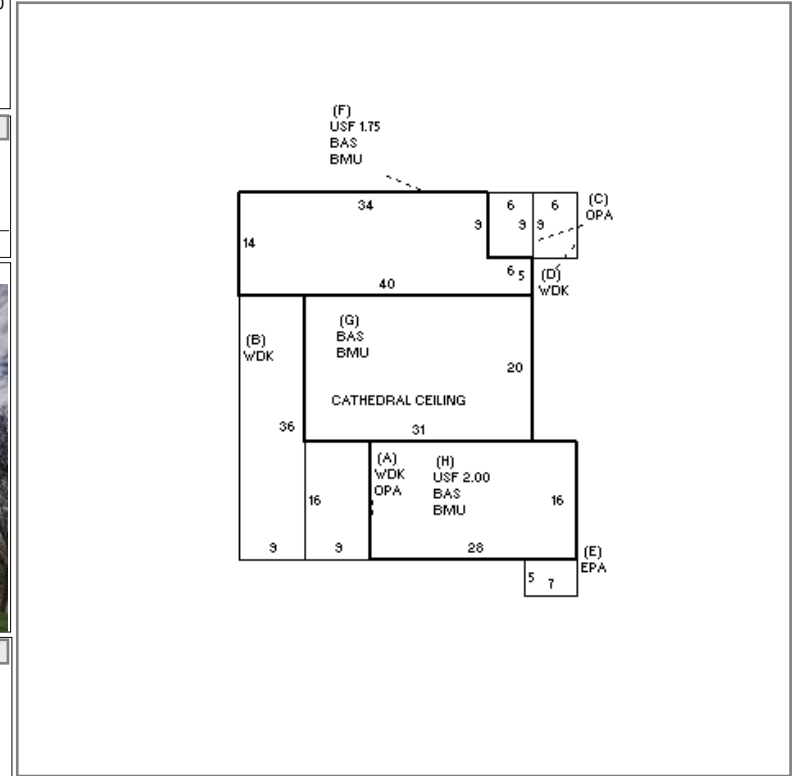 (F)
USF 1.75
BAS
BMU
34
6
6
(C)
OPA
9
9
9
14
6
5
(D)
WDK
40
(G)
BAS
BMU
(B)
WDK
20
CATHEDRAL CEILING
36
31
(A)
WDK
OPA
(H)
USF 2.00
BAS
BMU
16
16
9
9
28
(E)
EPA
5
7